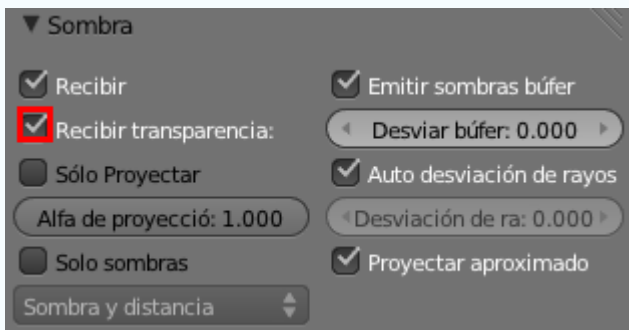 Sombra
Recibir
Emitir sombras búfer
Recibir transparencia:
Desviar búfer: 0.000
Sólo Proyectar
Auto desviación de rayos
Alfa de proyecció: 1.000
Desviación de ra: 0.000
Solo sombras
Proyectar aproximado
Sombra y distancia